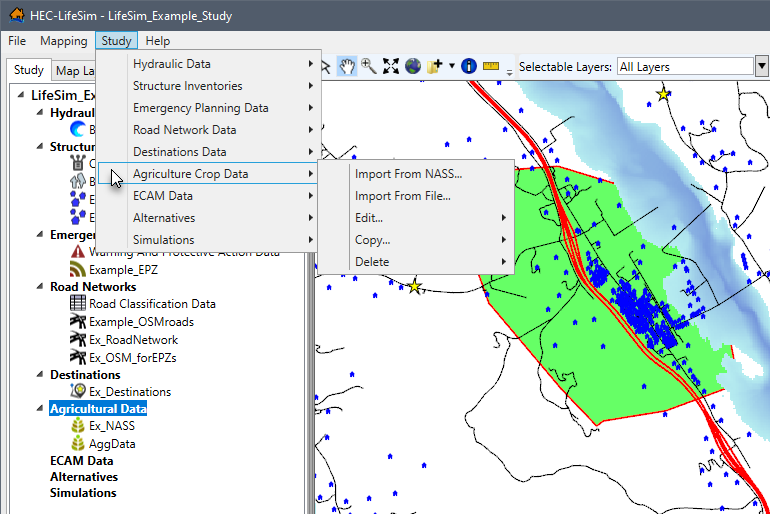 HEC-LifeSim - LifeSim_Example_Study
File Mapping Study Help
Study Map La
Selectable Layers: All Layers
Hydraulic Data
Structure Inventories
Emergency Planning Data
Road Network Data
Destinations Data
Agriculture Crop Data
ECAM Data
Alternatives
Simulations
Import From NASS...
Import From File...
Edit...
Copy...
Delete
LifeSim_Ex
Hydrau
B
Structur
C
B
E
E
Emergen
Warning And Protective Action Data
Example_EPZ
Road Networks
Road Classification Data
Example_OSMroads
Ex_RoadNetwork
Ex_OSM_forEPZs
Destinations
Ex_Destinations
Agricultural Data
Ex_NASS
AggData
ECAM Data
Alternatives
Simulations